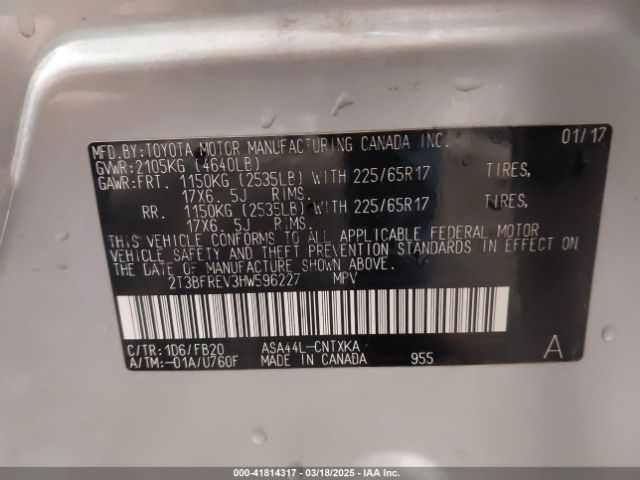 MFD.BY:TOYOTA MOTOR MANUFACTURING CANADA INC. 01/17
GVWR:2105KG (4640LB)
GAWR:FRT. 1150KG (2535LB) WITH 225/65R17 TIRES,
17X6. 5J RIMS.
RR. 1150KG (2535LB) WITH 225/65R17 TIRES,
17X6. 5J RIMS.
THIS VEHICLE CONFORMS TO ALL APPLICABLE FEDERAL MOTOR
VEHICLE SAFETY AND THEFT PREVENTION STANDARDS IN EFFECT ON
THE DATE OF MANUFACTURE SHOWN ABOVE.
2T3BFREV3HW596227 MPV
C/TR:1D6/FB20 ASA44L-CNTXKA A
A/TM:-01A/U760F MADE IN CANADA 955
000-41814317 | 03/18/2025 - IAA Inc.